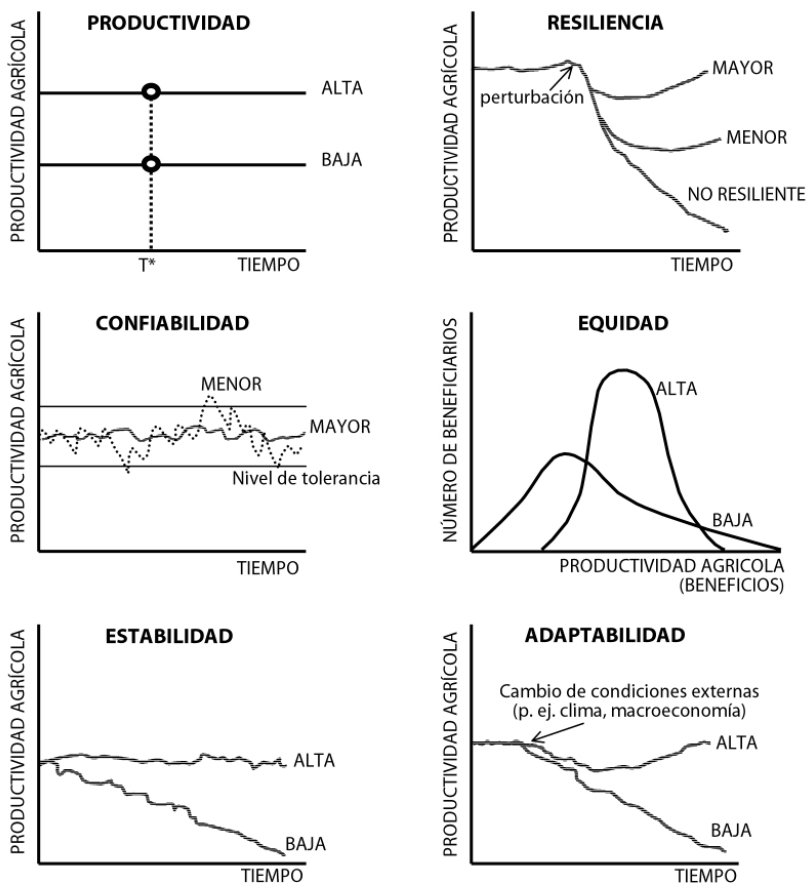 PRODUCTIVIDAD
PRODUCTIVIDAD AGRÍCOLA
ALTA
BAJA
T*
TIEMPO
RESILIENCIA
PRODUCTIVIDAD AGRÍCOLA
perturbación
MAYOR
MENOR
NO RESILIENTE
TIEMPO
CONFIABILIDAD
PRODUCTIVIDAD AGRÍCOLA
MENOR
MAYOR
Nivel de tolerancia
TIEMPO
EQUIDAD
NÚMERO DE BENEFICIARIOS
ALTA
BAJA
PRODUCTIVIDAD AGRICOLA
(BENEFICIOS)
ESTABILIDAD
PRODUCTIVIDAD AGRÍCOLA
ALTA
BAJA
TIEMPO
ADAPTABILIDAD
PRODUCTIVIDAD AGRÍCOLA
Cambio de condiciones externas
(p. ej. clima, macroeconomía)
ALTA
BAJA
TIEMPO